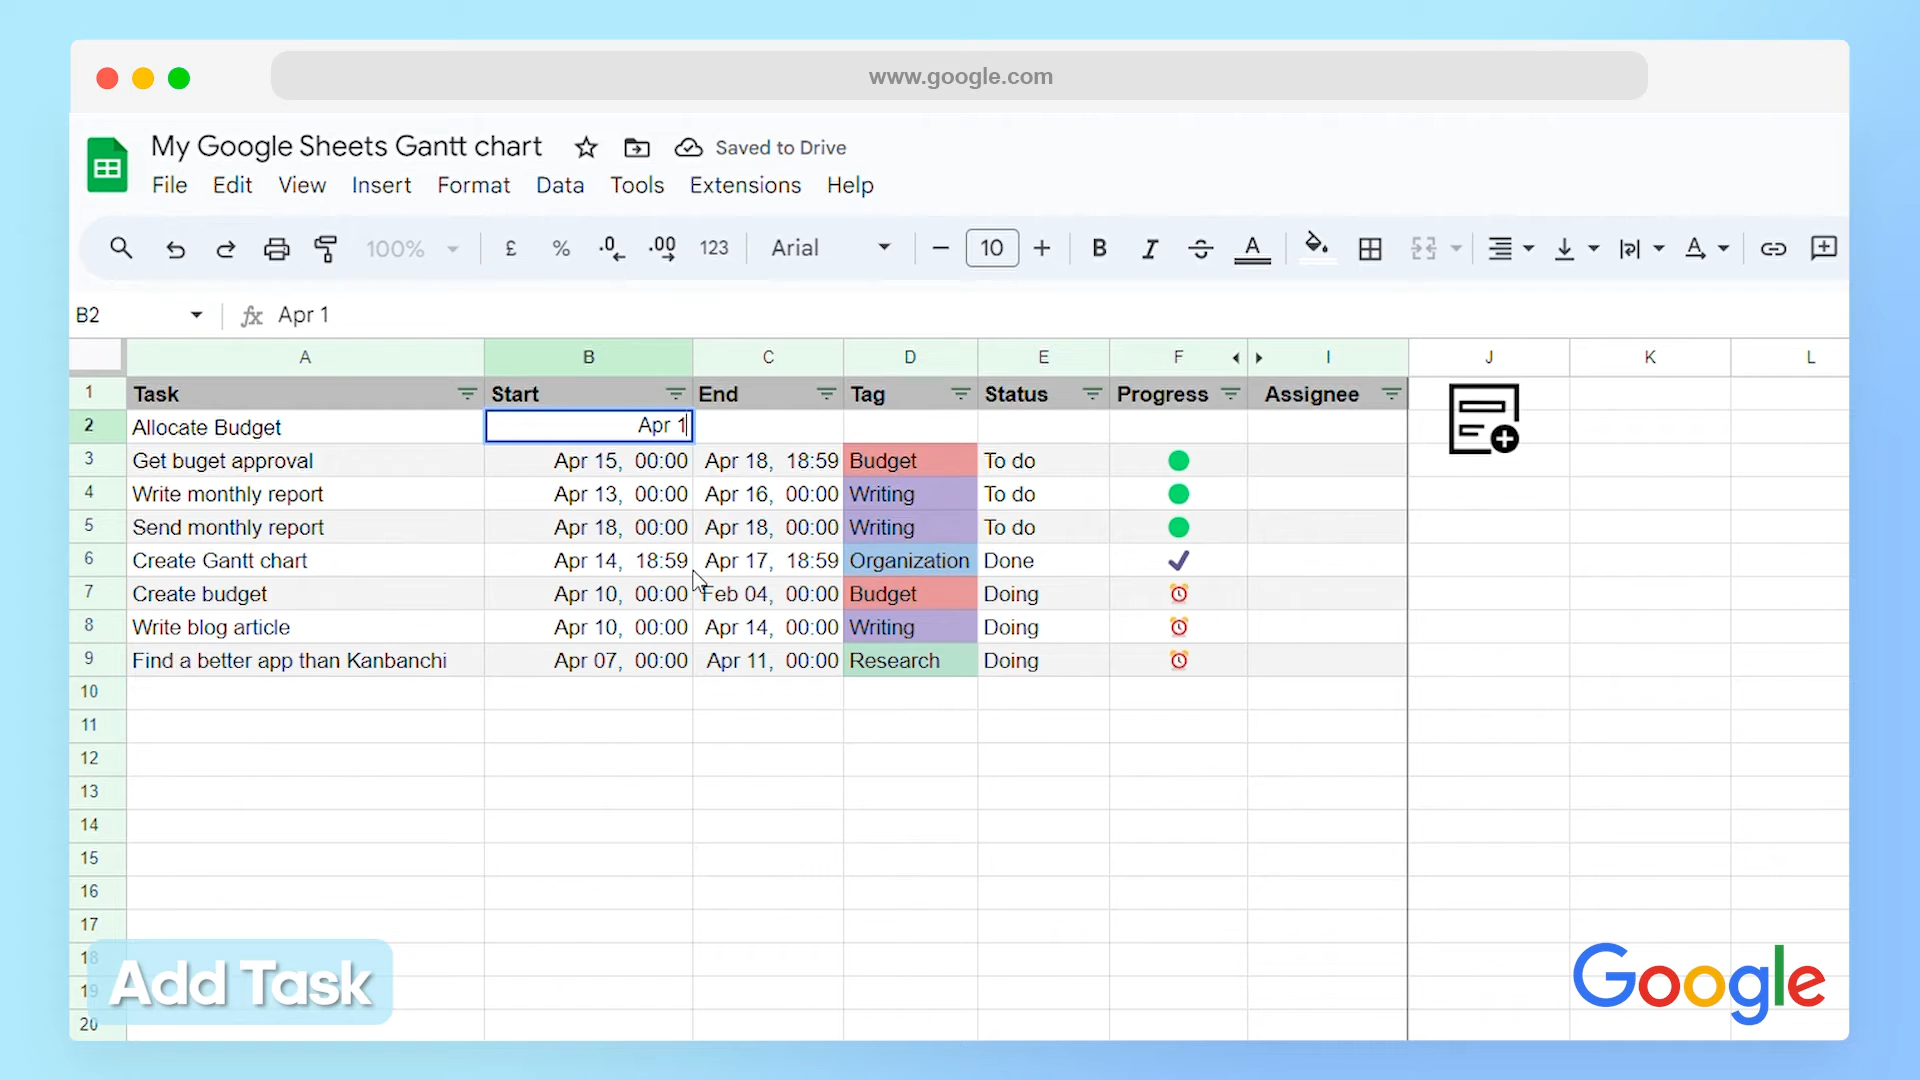 www.google.com
My Google Sheets Gantt chart Saved to Drive
File Edit View Insert Format Data Tools Extensions Help
100% £ % .0 .00 123 Arial 10 B I S A A
B2 fx Apr 1
A B C D E F I J K L
1 Task Start End Tag Status Progress Assignee
2 Allocate Budget Apr 1
3 Get buget approval Apr 15, 00:00 Apr 18, 18:59 Budget To do
4 Write monthly report Apr 13, 00:00 Apr 16, 00:00 Writing To do
5 Send monthly report Apr 18, 00:00 Apr 18, 00:00 Writing To do
6 Create Gantt chart Apr 14, 18:59 Apr 17, 18:59 Organization Done
7 Create budget Apr 10, 00:00 Feb 04, 00:00 Budget Doing
8 Write blog article Apr 10, 00:00 Apr 14, 00:00 Writing Doing
9 Find a better app than Kanbanchi Apr 07, 00:00 Apr 11, 00:00 Research Doing
10
11
12
13
14
15
16
17
18
19
20
Add Task
Google